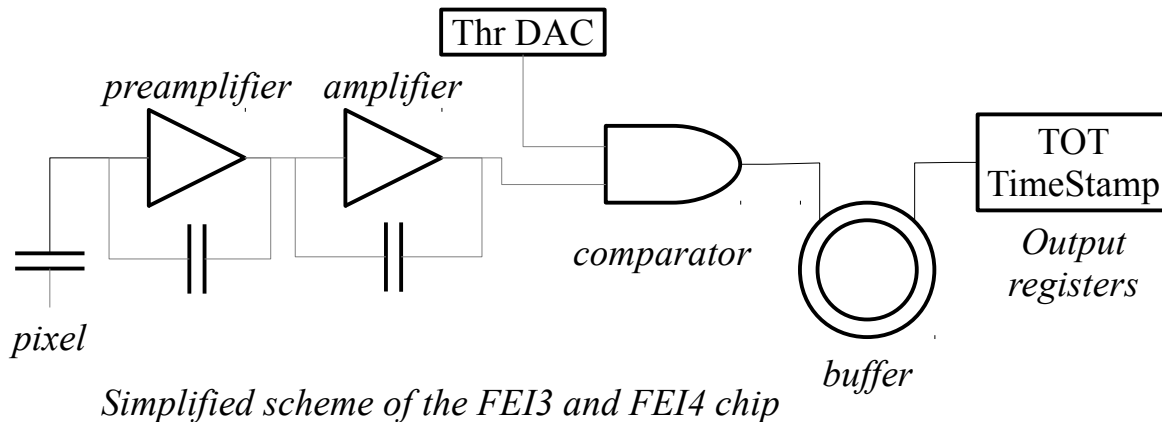 Thr DAC
preamplifier
amplifier
TOT
TimeStamp
comparator
Output
registers
pixel
buffer
Simplified scheme of the FEI3 and FEI4 chip